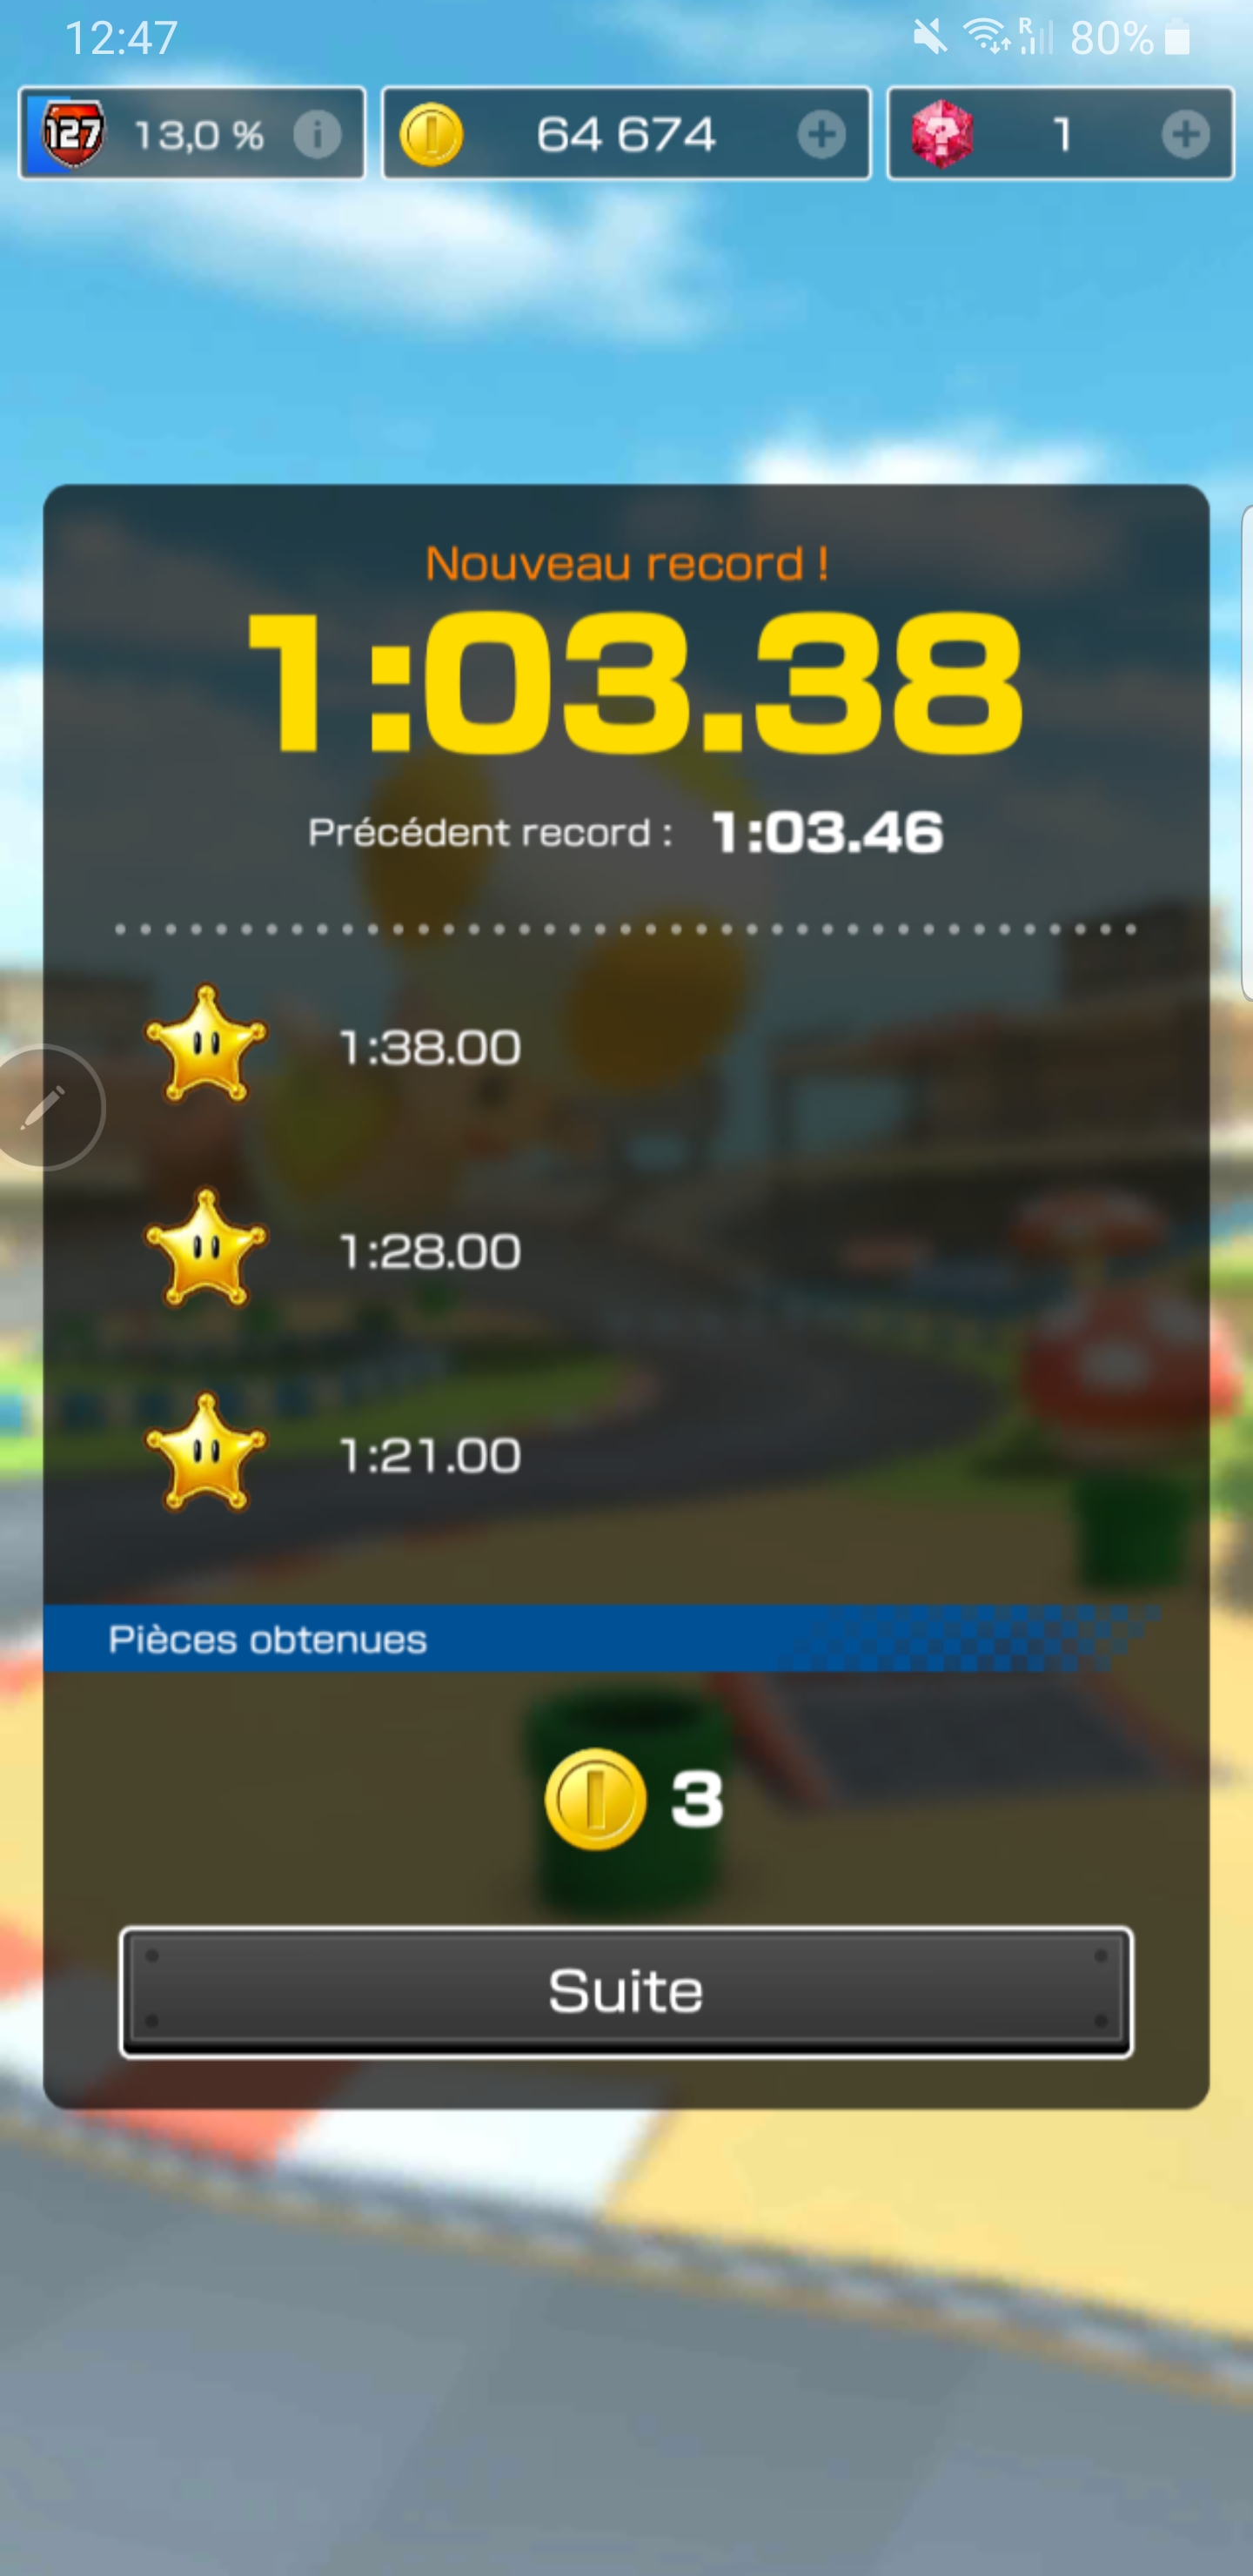 12:47 R 80%
127 13,0 % i 64 674 + ? 1 +
Nouveau record !
1:03.38
Précédent record : 1:03.46
1:38.00
1:28.00
1:21.00
Pièces obtenues
3
Suite